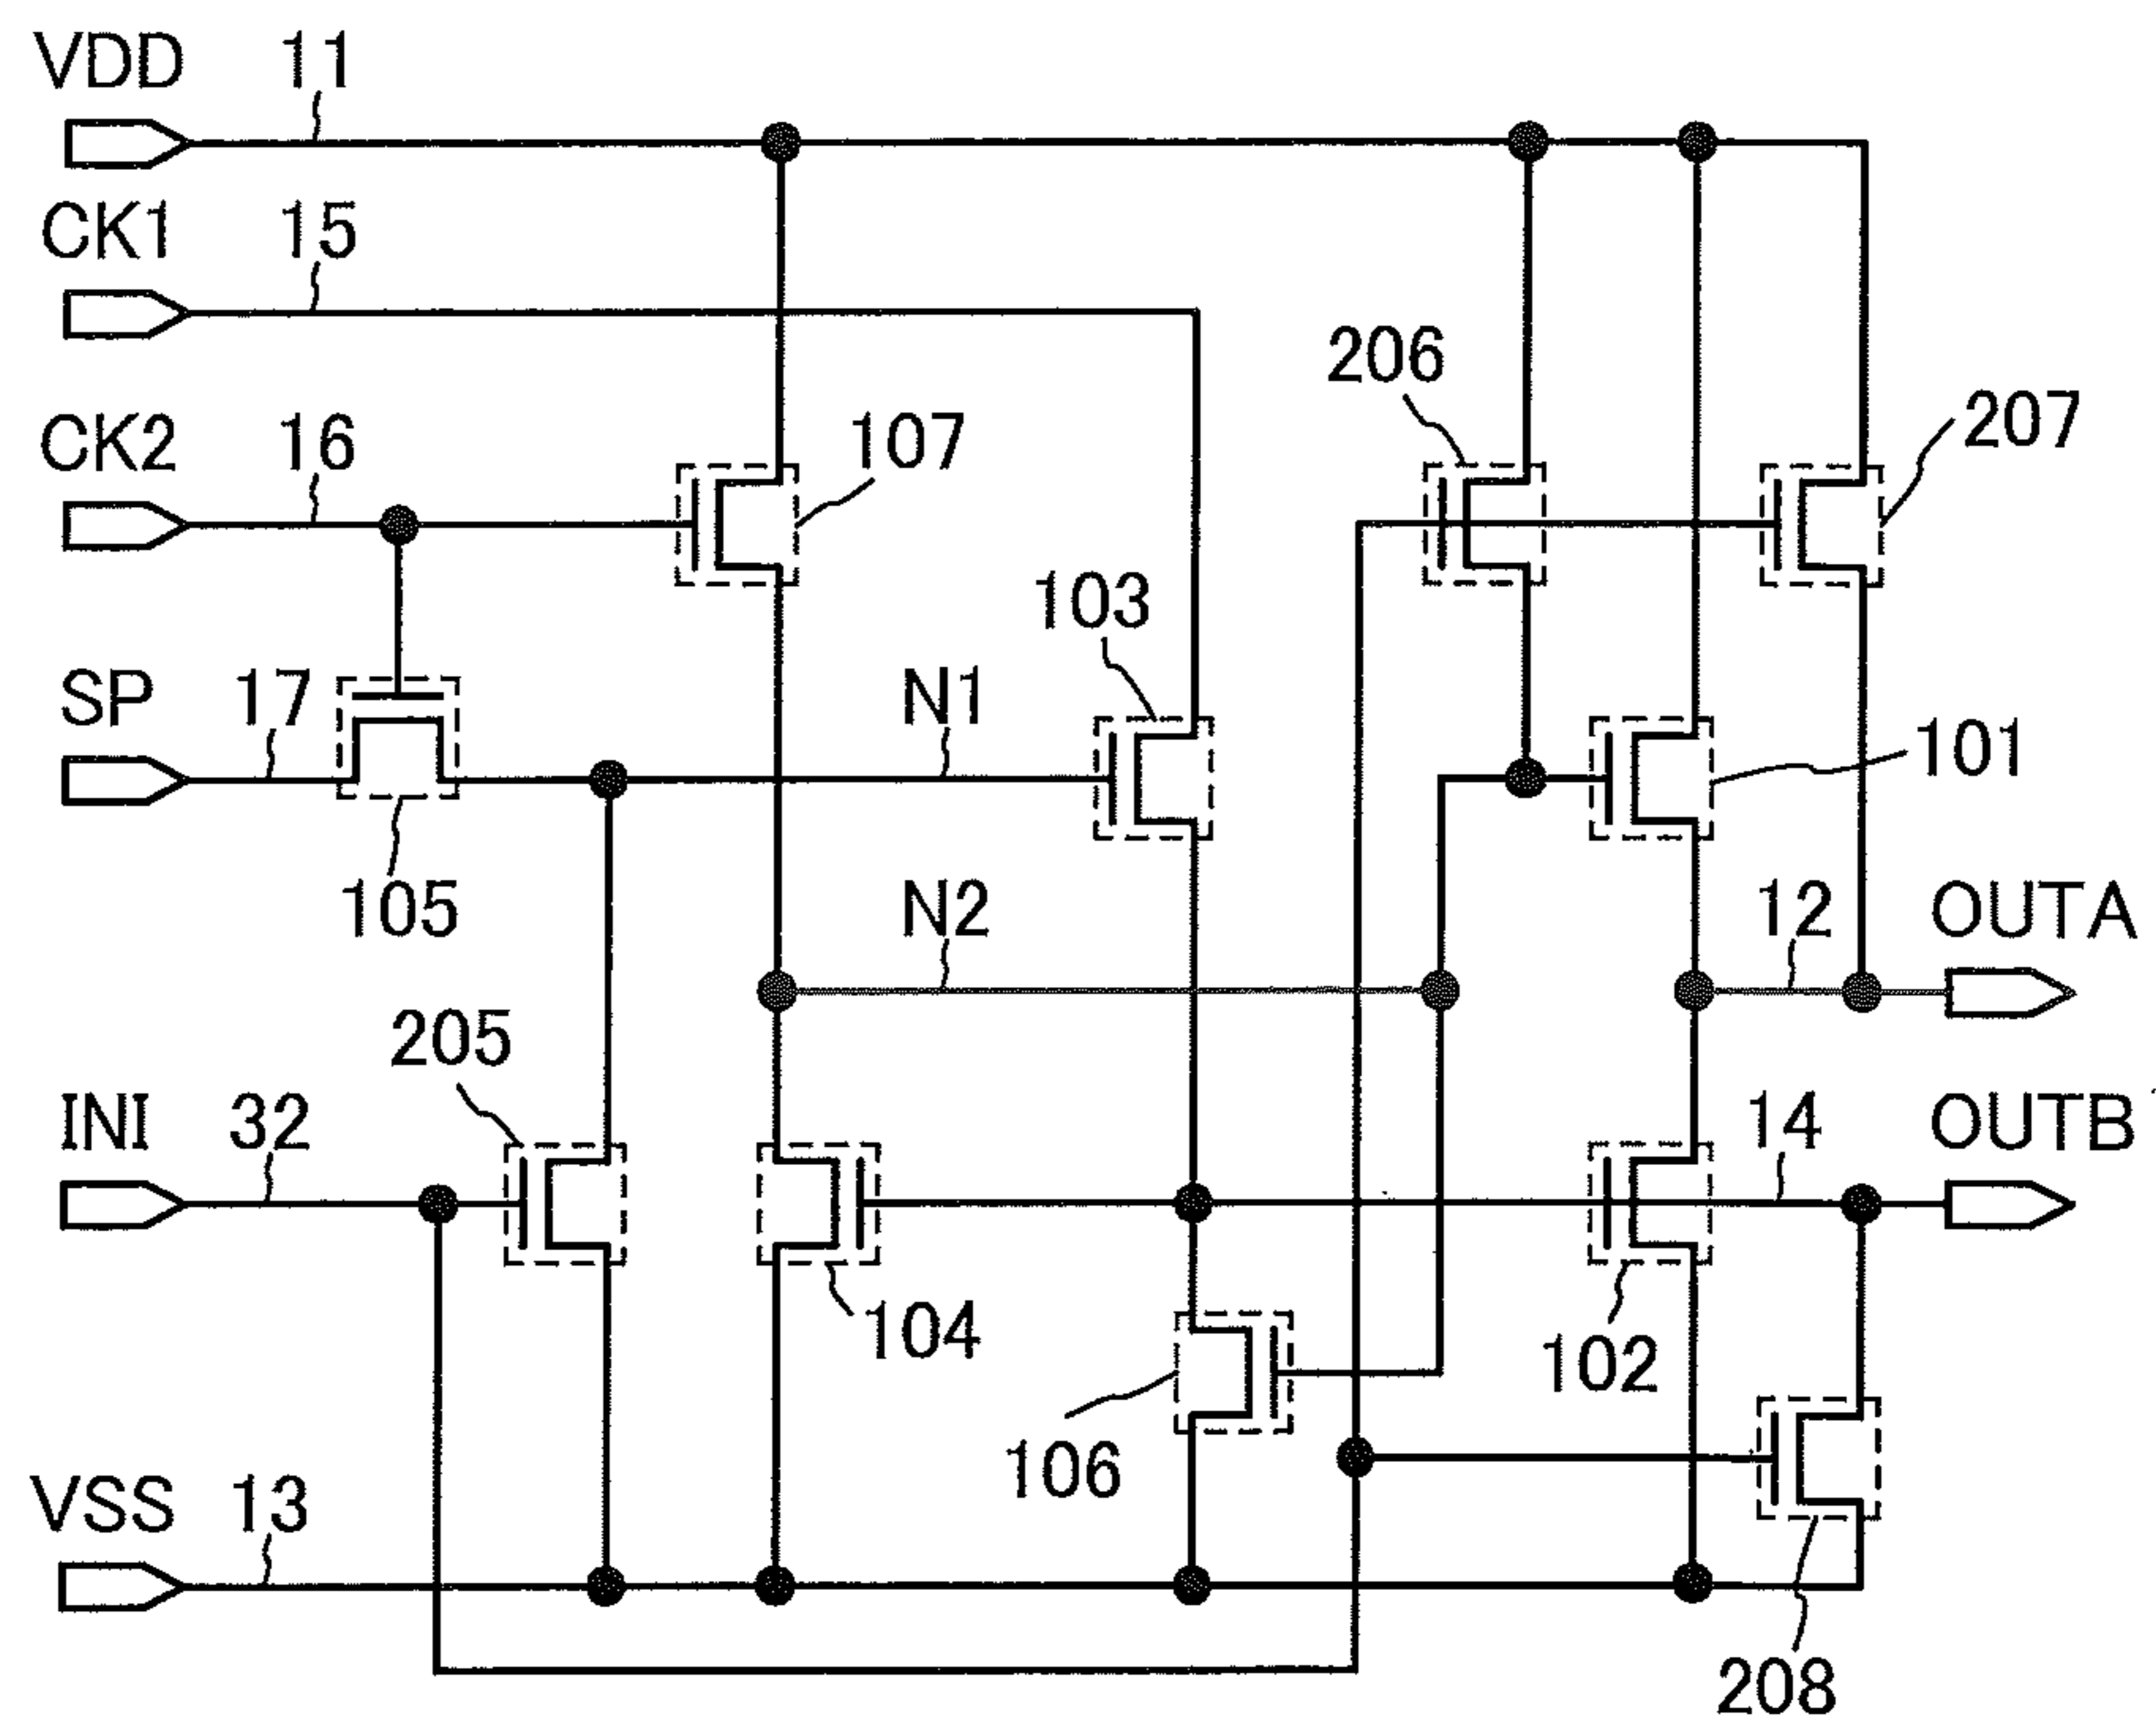 VDD 11
CK1 15
206
CK2 16 107 207
103
SP 17 N1 101
105 N2 12 OUTA
205
INI 32 14 OUTB
104 102
106
VSS 13
208